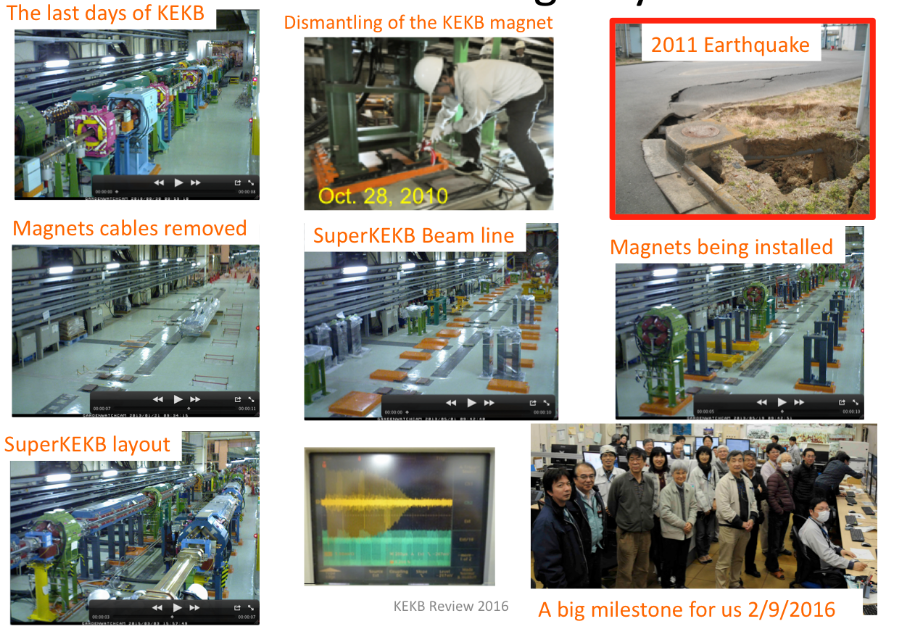 The last days of KEKB
Dismantling of the KEKB magnet
2011 Earthquake
Oct. 28, 2010
Magnets cables removed
SuperKEKB Beam line
Magnets being installed
SuperKEKB layout
KEKB Review 2016
A big milestone for us 2/9/2016